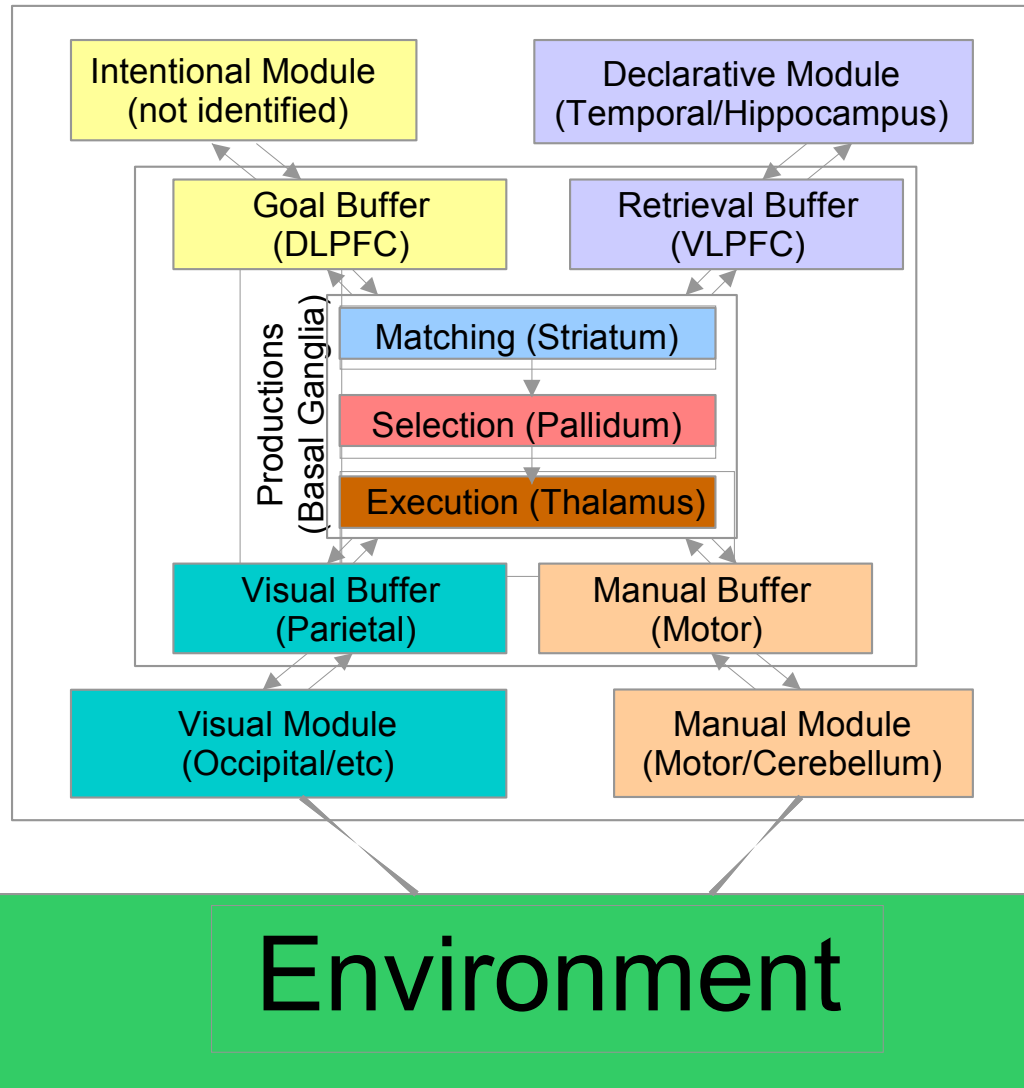 Intentional Module
(not identified)
Declarative Module
(Temporal/Hippocampus)
Goal Buffer
(DLPFC)
Retrieval Buffer
(VLPFC)
Productions
(Basal Ganglia)
Matching (Striatum)
Selection (Pallidum)
Execution (Thalamus)
Visual Buffer
(Parietal)
Manual Buffer
(Motor)
Visual Module
(Occipital/etc)
Manual Module
(Motor/Cerebellum)
Environment